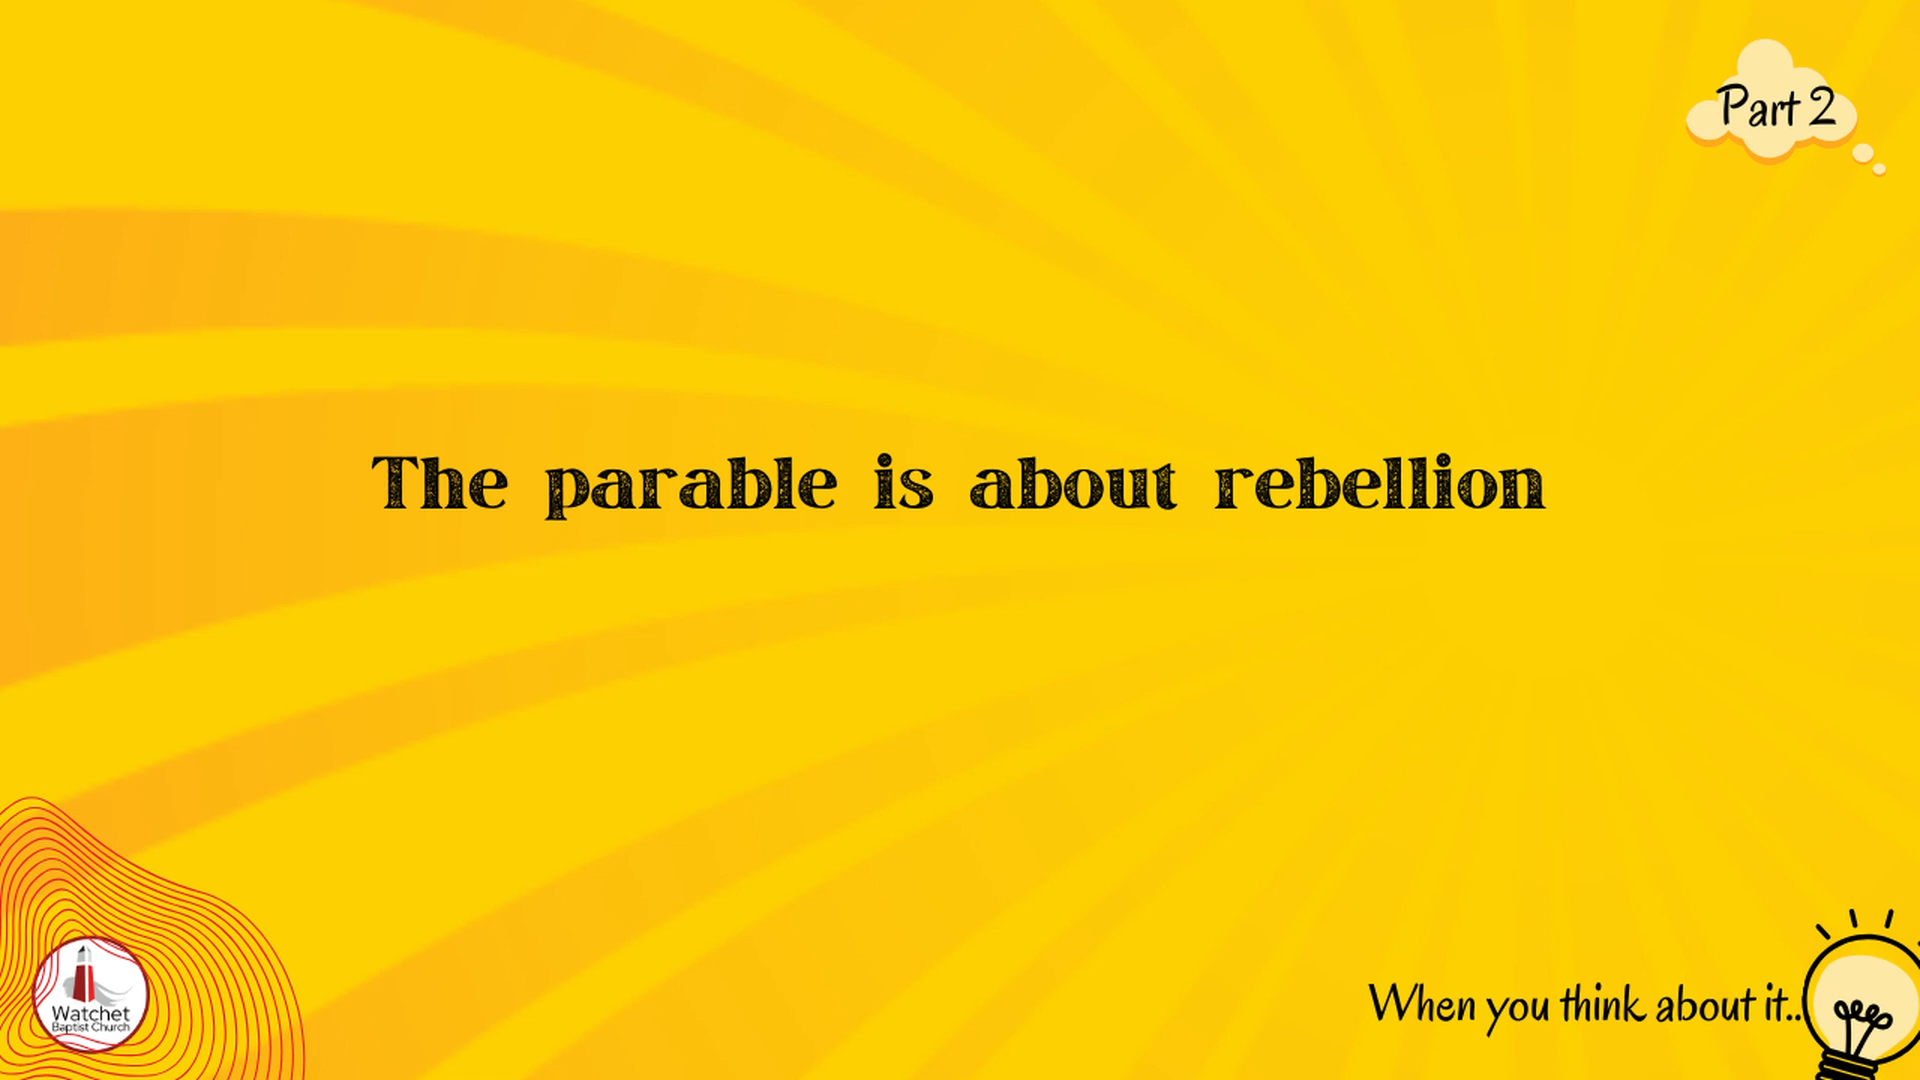 Part 2
The parable is about rebellion
When you think about it..
Watchet
Baptist Church